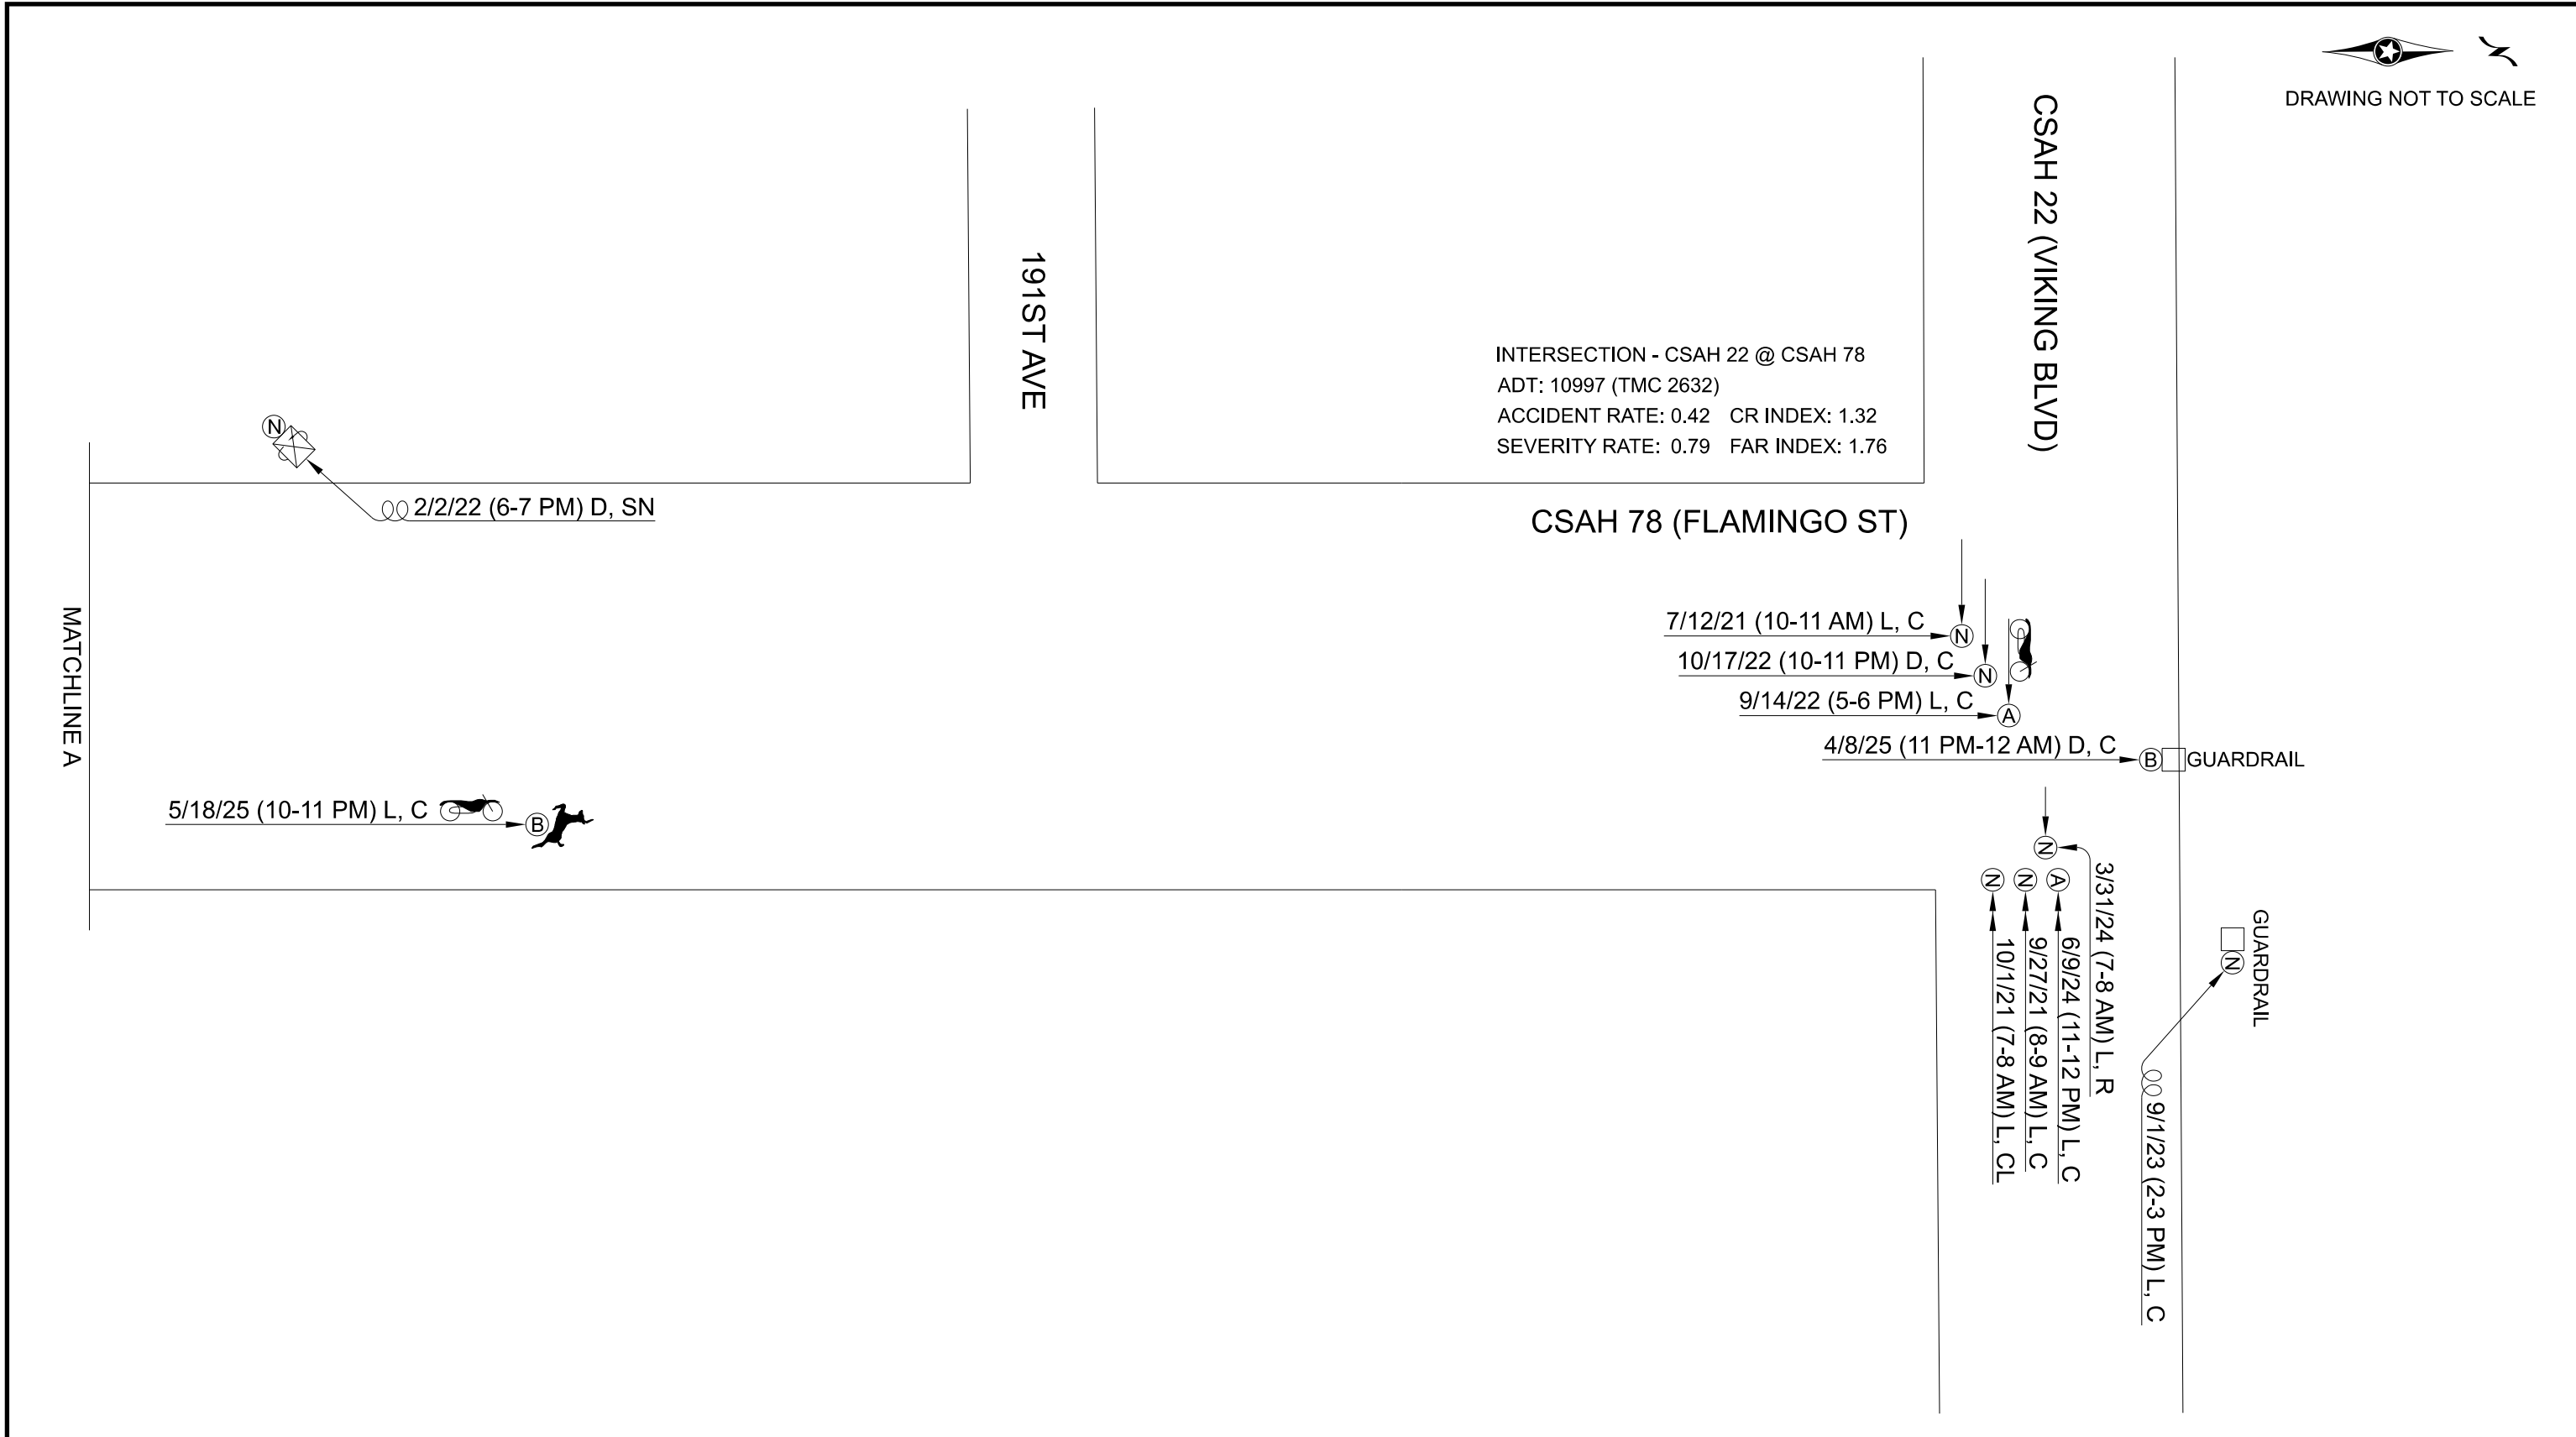 N
DRAWING NOT TO SCALE
CSAH 22 (VIKING BLVD)
191ST AVE
INTERSECTION - CSAH 22 @ CSAH 78
ADT: 10997 (TMC 2632)
ACCIDENT RATE: 0.42 CR INDEX: 1.32
SEVERITY RATE: 0.79 FAR INDEX: 1.76
N
2/2/22 (6-7 PM) D, SN
CSAH 78 (FLAMINGO ST)
7/12/21 (10-11 AM) L, C
N
10/17/22 (10-11 PM) D, C
N
9/14/22 (5-6 PM) L, C
A
4/8/25 (11 PM-12 AM) D, C
B
GUARDRAIL
MATCHLINE A
5/18/25 (10-11 PM) L, C
B
N
3/31/24 (7-8 AM) L, R
A
6/9/24 (11-12 PM) L, C
N
9/27/21 (8-9 AM) L, C
N
10/1/21 (7-8 AM) L, CL
GUARDRAIL
N
9/1/23 (2-3 PM) L, C